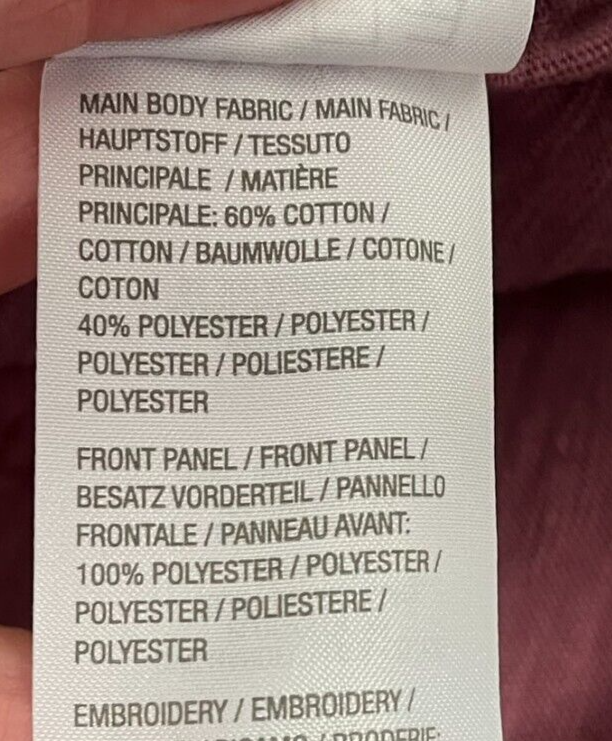 MAIN BODY FABRIC / MAIN FABRIC /
HAUPTSTOFF / TESSUTO
PRINCIPALE / MATIÈRE
PRINCIPALE: 60% COTTON /
COTTON / BAUMWOLLE / COTONE /
COTON
40% POLYESTER / POLYESTER /
POLYESTER / POLIESTERE /
POLYESTER
FRONT PANEL / FRONT PANEL /
BESATZ VORDERTEIL / PANNELLO
FRONTALE / PANNEAU AVANT:
100% POLYESTER / POLYESTER /
POLYESTER / POLIESTERE /
POLYESTER
EMBROIDERY / EMBROIDERY /
/ BRODERIE: